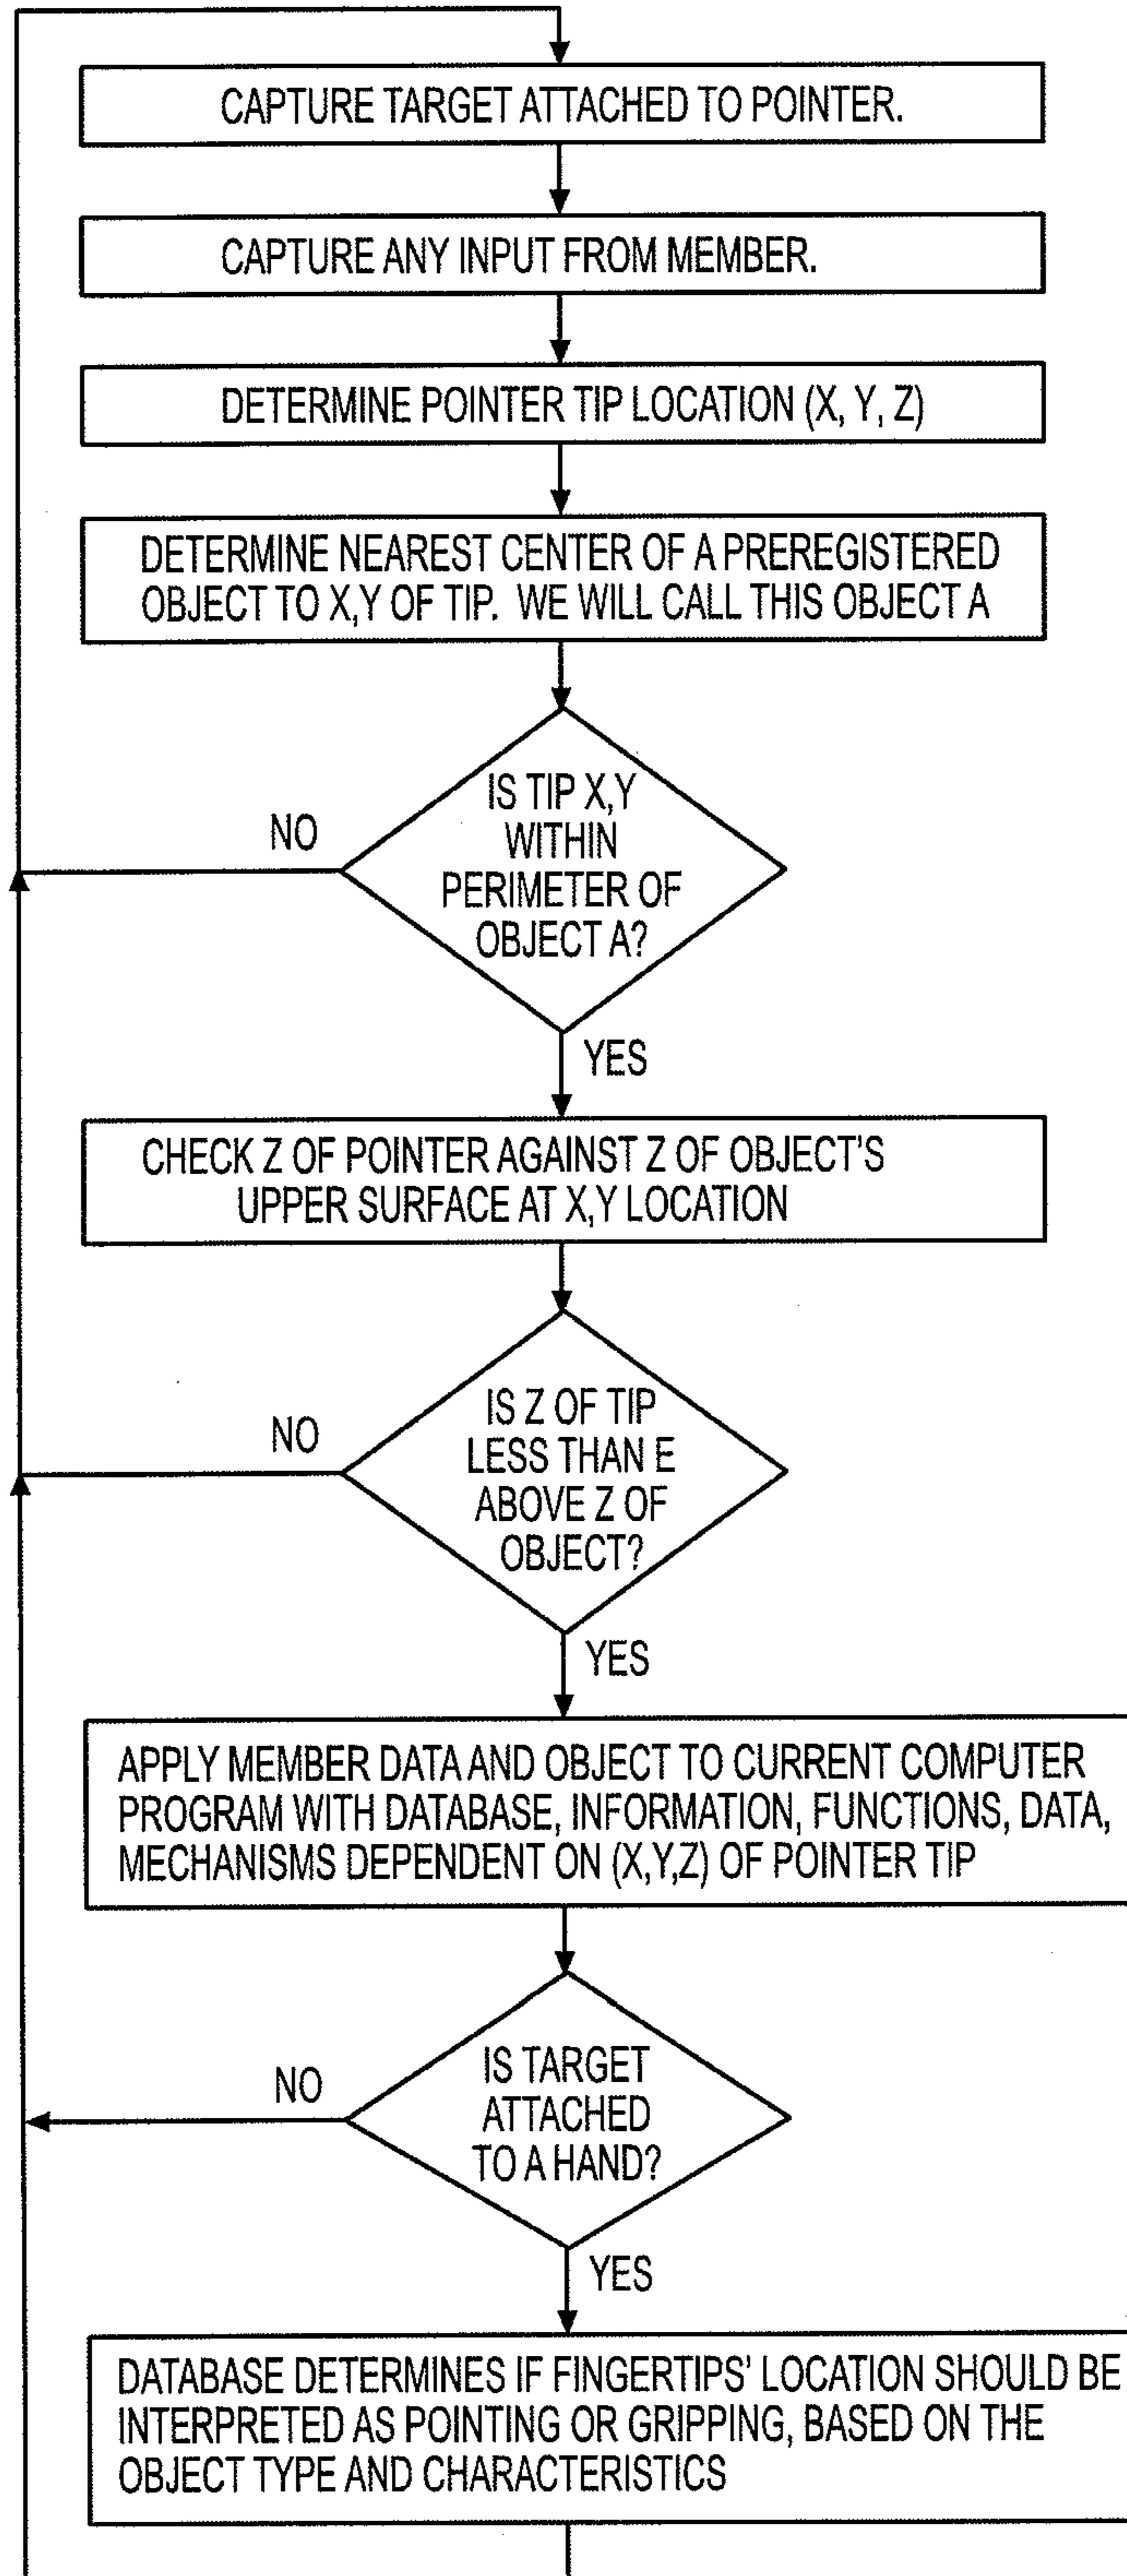 CAPTURE TARGET ATTACHED TO POINTER.
CAPTURE ANY INPUT FROM MEMBER.
DETERMINE POINTER TIP LOCATION (X, Y, Z)
DETERMINE NEAREST CENTER OF A PREREGISTERED
OBJECT TO X,Y OF TIP. WE WILL CALL THIS OBJECT A
IS TIP X,Y
WITHIN
PERIMETER OF
OBJECT A?
NO
YES
CHECK Z OF POINTER AGAINST Z OF OBJECT'S
UPPER SURFACE AT X,Y LOCATION
IS Z OF TIP
LESS THAN E
ABOVE Z OF
OBJECT?
NO
YES
APPLY MEMBER DATA AND OBJECT TO CURRENT COMPUTER
PROGRAM WITH DATABASE, INFORMATION, FUNCTIONS, DATA,
MECHANISMS DEPENDENT ON (X,Y,Z) OF POINTER TIP
IS TARGET
ATTACHED
TO A HAND?
NO
YES
DATABASE DETERMINES IF FINGERTIPS' LOCATION SHOULD BE
INTERPRETED AS POINTING OR GRIPPING, BASED ON THE
OBJECT TYPE AND CHARACTERISTICS